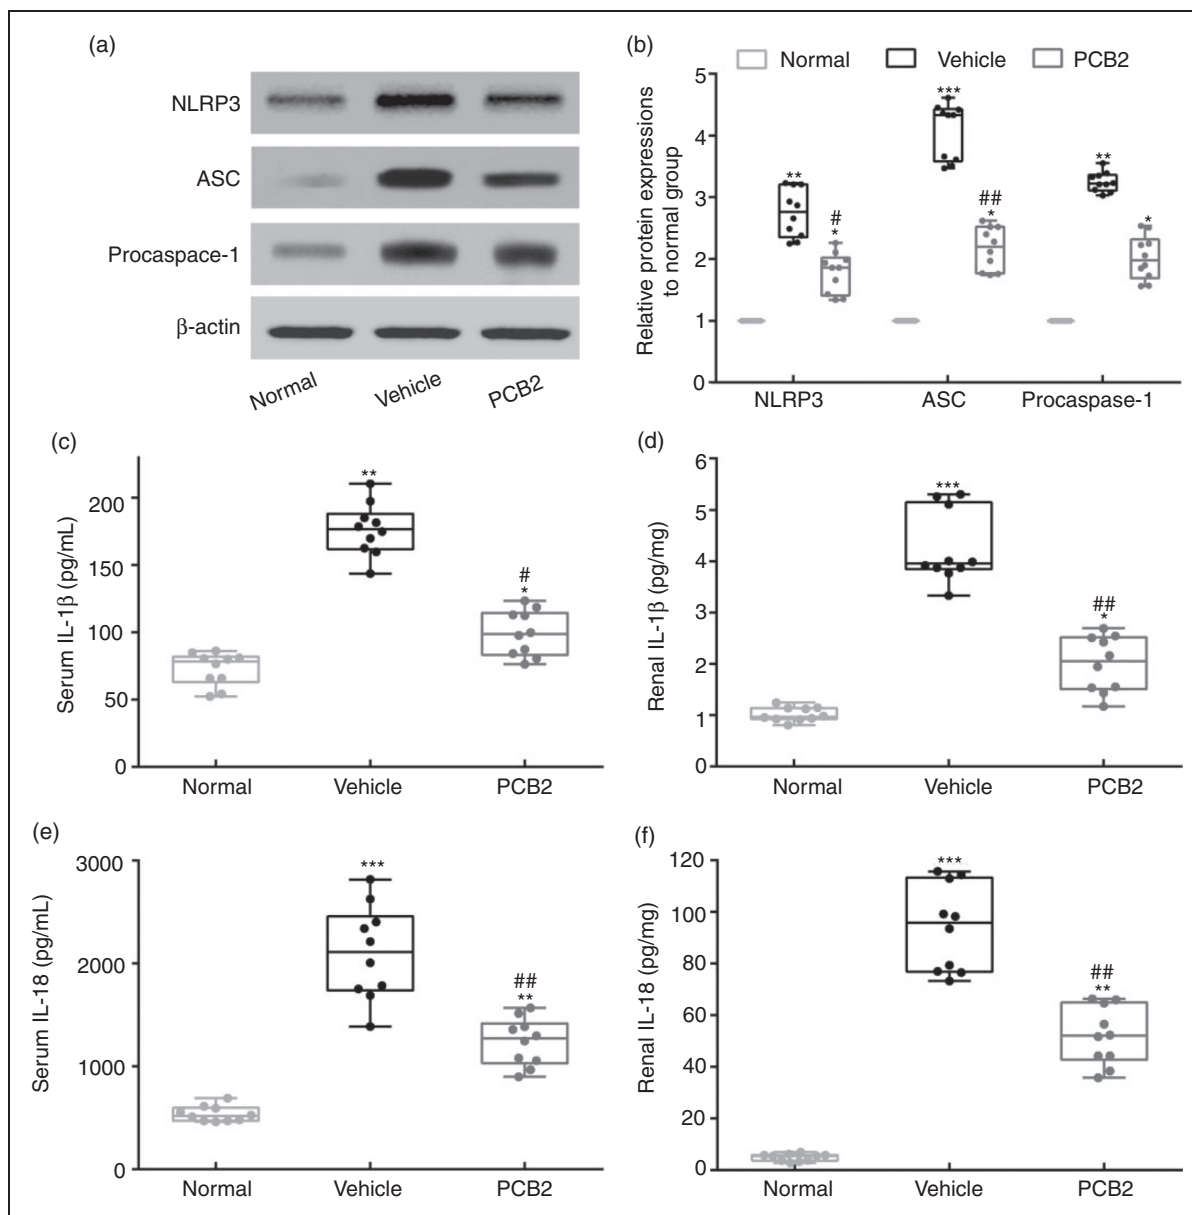 (a)
NLRP3
ASC
Procaspace-1
β-actin
Normal Vehicle PCB2
(b)
Normal Vehicle PCB2
Relative protein expressions
to normal group
5
4
3
2
1
0
**
#
*
***
##
*
**
*
NLRP3 ASC Procaspase-1
(c)
Serum IL-1β (pg/mL)
200
150
100
50
0
**
#
*
Normal Vehicle PCB2
(d)
Renal IL-1β (pg/mg)
6
5
4
3
2
1
0
***
##
*
Normal Vehicle PCB2
(e)
Serum IL-18 (pg/mL)
3000
2000
1000
0
***
##
**
Normal Vehicle PCB2
(f)
Renal IL-18 (pg/mg)
120
100
80
60
40
20
0
***
##
**
Normal Vehicle PCB2